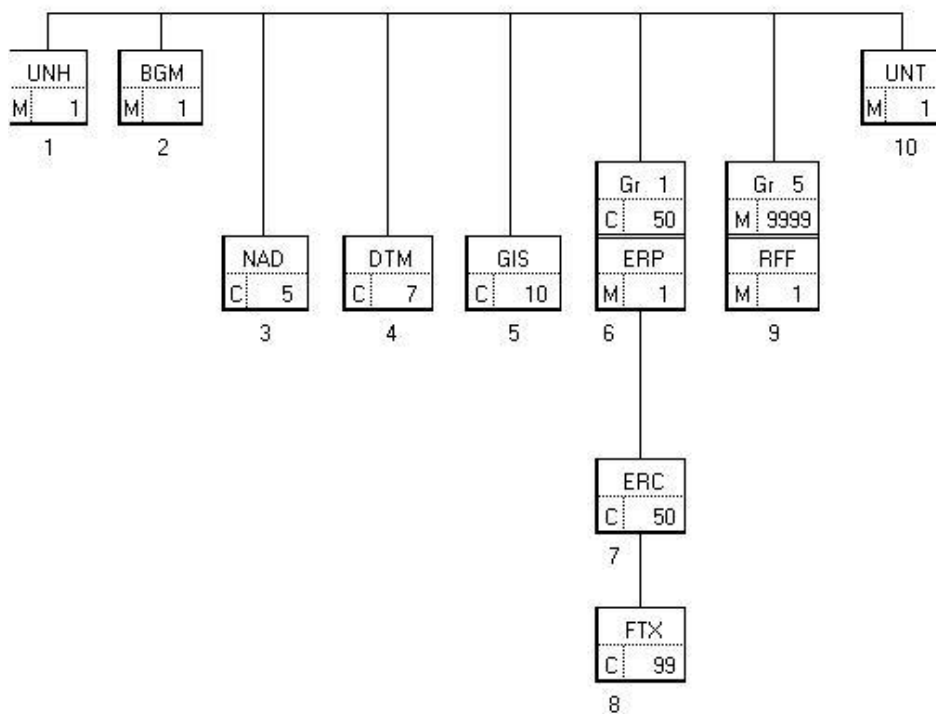 UNH
M 1
1
BGM
M 1
2
UNT
M 1
10
NAD
C 5
3
DTM
C 7
4
GIS
C 10
5
Gr 1
C 50
ERP
M 1
6
Gr 5
M 9999
RFF
M 1
9
ERC
C 50
7
FTX
C 99
8